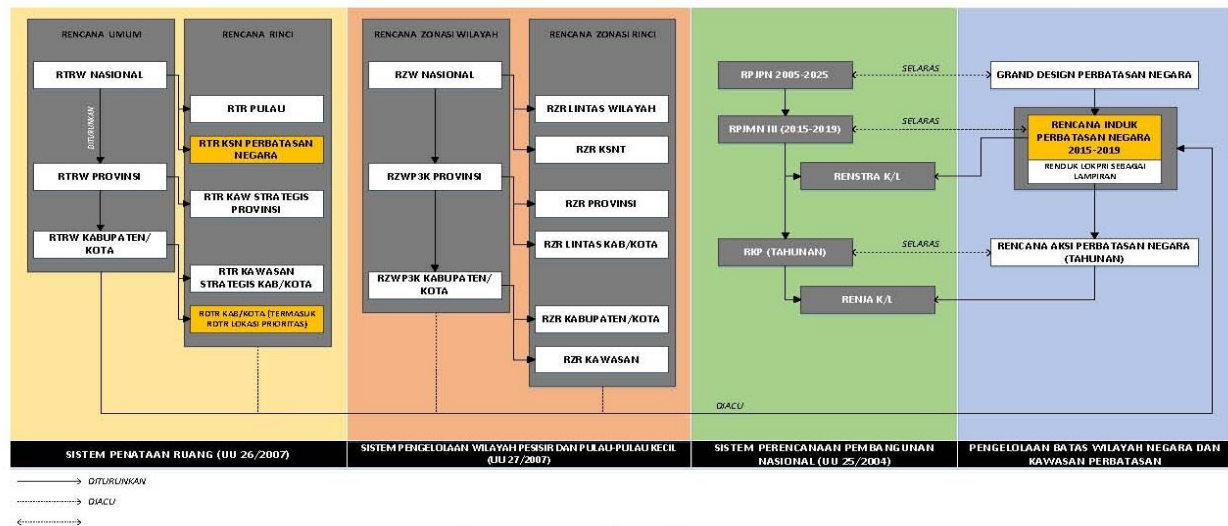 RENCANA UMUM
RTRW NASIONAL
DITURUNKAN
RTRW PROVINSI
RTRW KABUPATEN/
KOTA
RENCANA RINCI
RTR PULAU
RTR KSN PERBATASAN
NEGARA
RTR KAW STRATEGIS
PROVINSI
RTR KAWASAN
STRATEGIS KAB/KOTA
RDTR KAB/KOTA (TERMASUK
RDTR LOKASI PRIORITAS)
SISTEM PENATAAN RUANG (UU 26/2007)
RENCANA ZONASI WILAYAH
RZW NASIONAL
RZWP3K PROVINSI
RZWP3K KABUPATEN/
KOTA
RENCANA ZONASI RINCI
RZR LINTAS WILAYAH
RZR KSNT
RZR PROVINSI
RZR LINTAS KAB/KOTA
RZR KABUPATEN/KOTA
RZR KAWASAN
SISTEM PENGELOLAAN WILAYAH PESISIR DAN PULAU-PULAU KECIL
(UU 27/2007)
RPJPN 2005-2025
SELARAS
RPJMN III (2015-2019)
SELARAS
RENSTRA K/L
RKP (TAHUNAN)
SELARAS
RENJA K/L
SISTEM PERENCANAAN PEMBANGUNAN
NASIONAL (UU 25/2004)
GRAND DESIGN PERBATASAN NEGARA
RENCANA INDUK
PERBATASAN NEGARA
2015-2019
RENDUK LOKPRI SEBAGAI
LAMPIRAN
RENCANA AKSI PERBATASAN NEGARA
(TAHUNAN)
DIACU
PENGELOLAAN BATAS WILAYAH NEGARA DAN
KAWASAN PERBATASAN
DITURUNKAN
DIACU